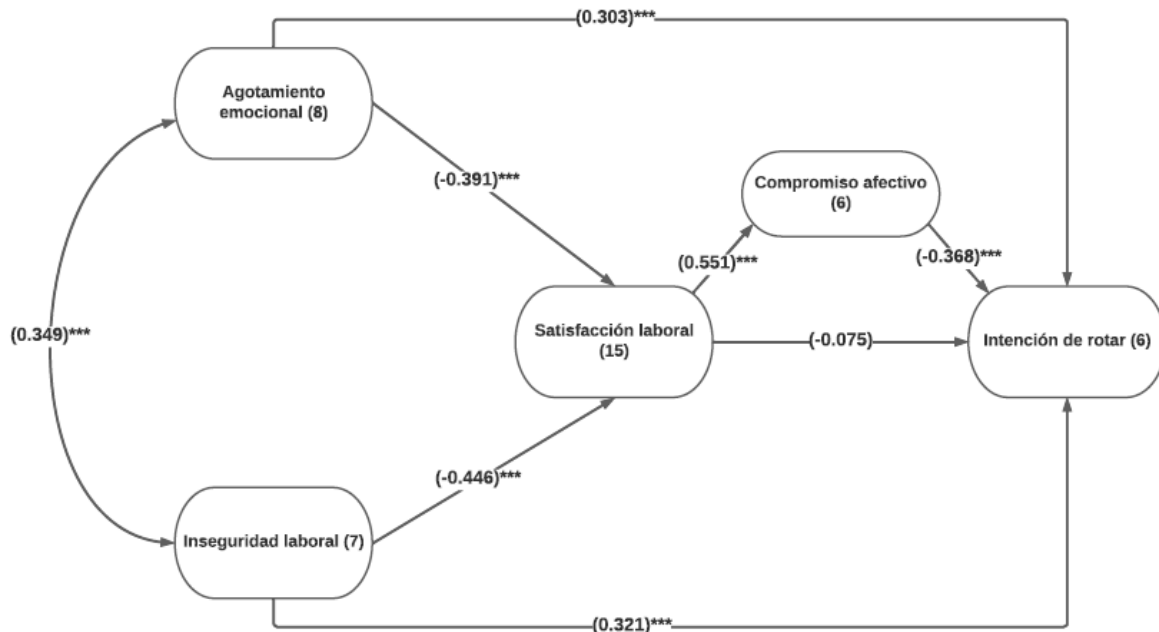 (0.303)***
Agotamiento
emocional (8)
(-0.391)***
Compromiso afectivo
(6)
(0.551)***
(-0.368)***
(0.349)***
Satisfacción laboral
(15)
(-0.075)
Intención de rotar (6)
(-0.446)***
Inseguridad laboral (7)
(0.321)***